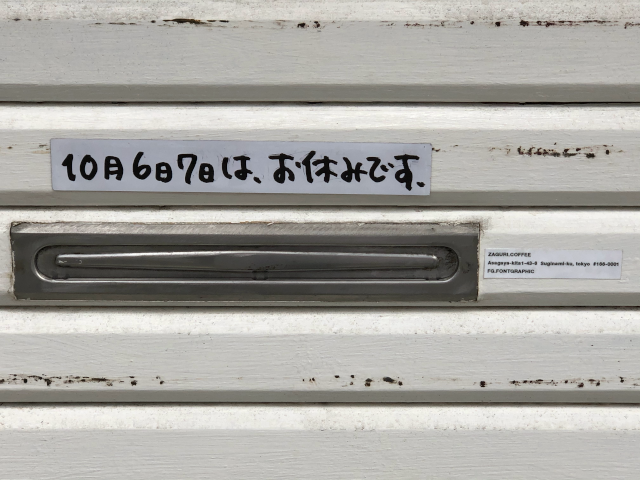 10月6日7日は、お休みです.
ZAGURI.COFFEE
Asagaya-kita1-43-8 Suginami-ku, tokyo #166-0001
FG.FONTGRAPHIC